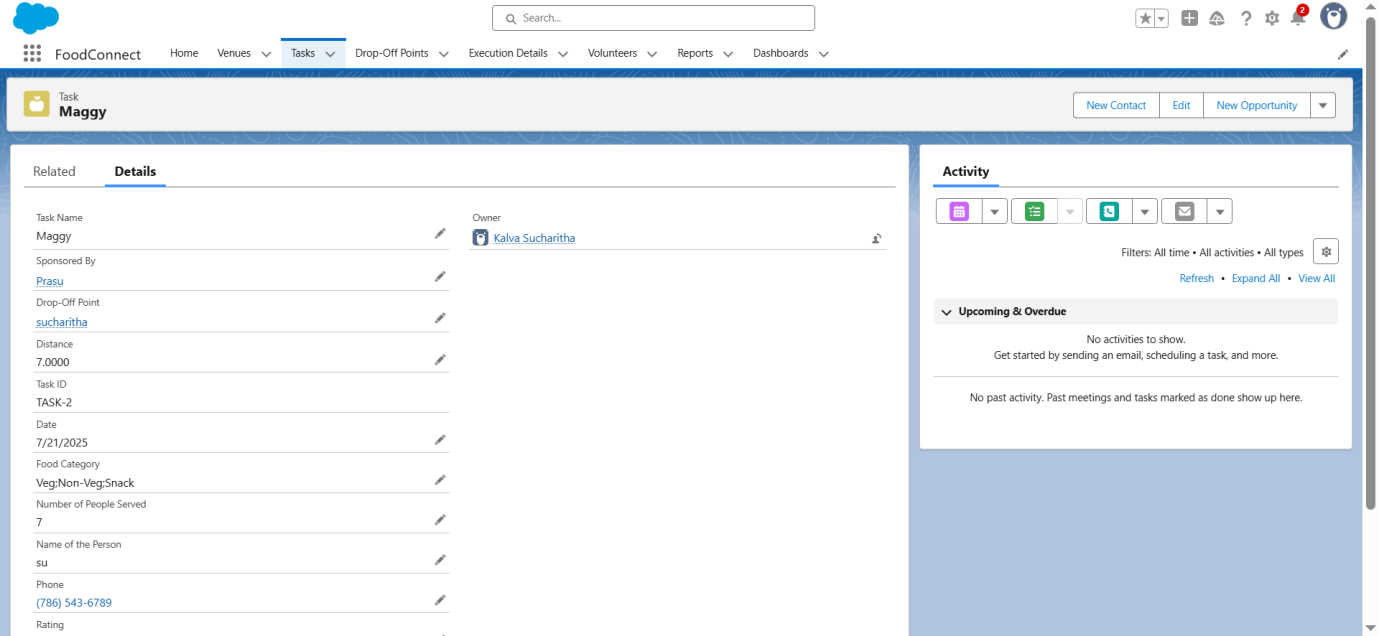 Search...
2
FoodConnect
Home
Venues
Tasks
Drop-Off Points
Execution Details
Volunteers
Reports
Dashboards
Task
Maggy
New Contact
Edit
New Opportunity
Related
Details
Task Name
Maggy
Sponsored By
Prasu
Drop-Off Point
sucharitha
Distance
7.0000
Task ID
TASK-2
Date
7/21/2025
Food Category
Veg;Non-Veg;Snack
Number of People Served
7
Name of the Person
su
Phone
(786) 543-6789
Rating
Owner
Kalva Sucharitha
Activity
Filters: All time • All activities • All types
Refresh • Expand All • View All
Upcoming & Overdue
No activities to show.
Get started by sending an email, scheduling a task, and more.
No past activity. Past meetings and tasks marked as done show up here.